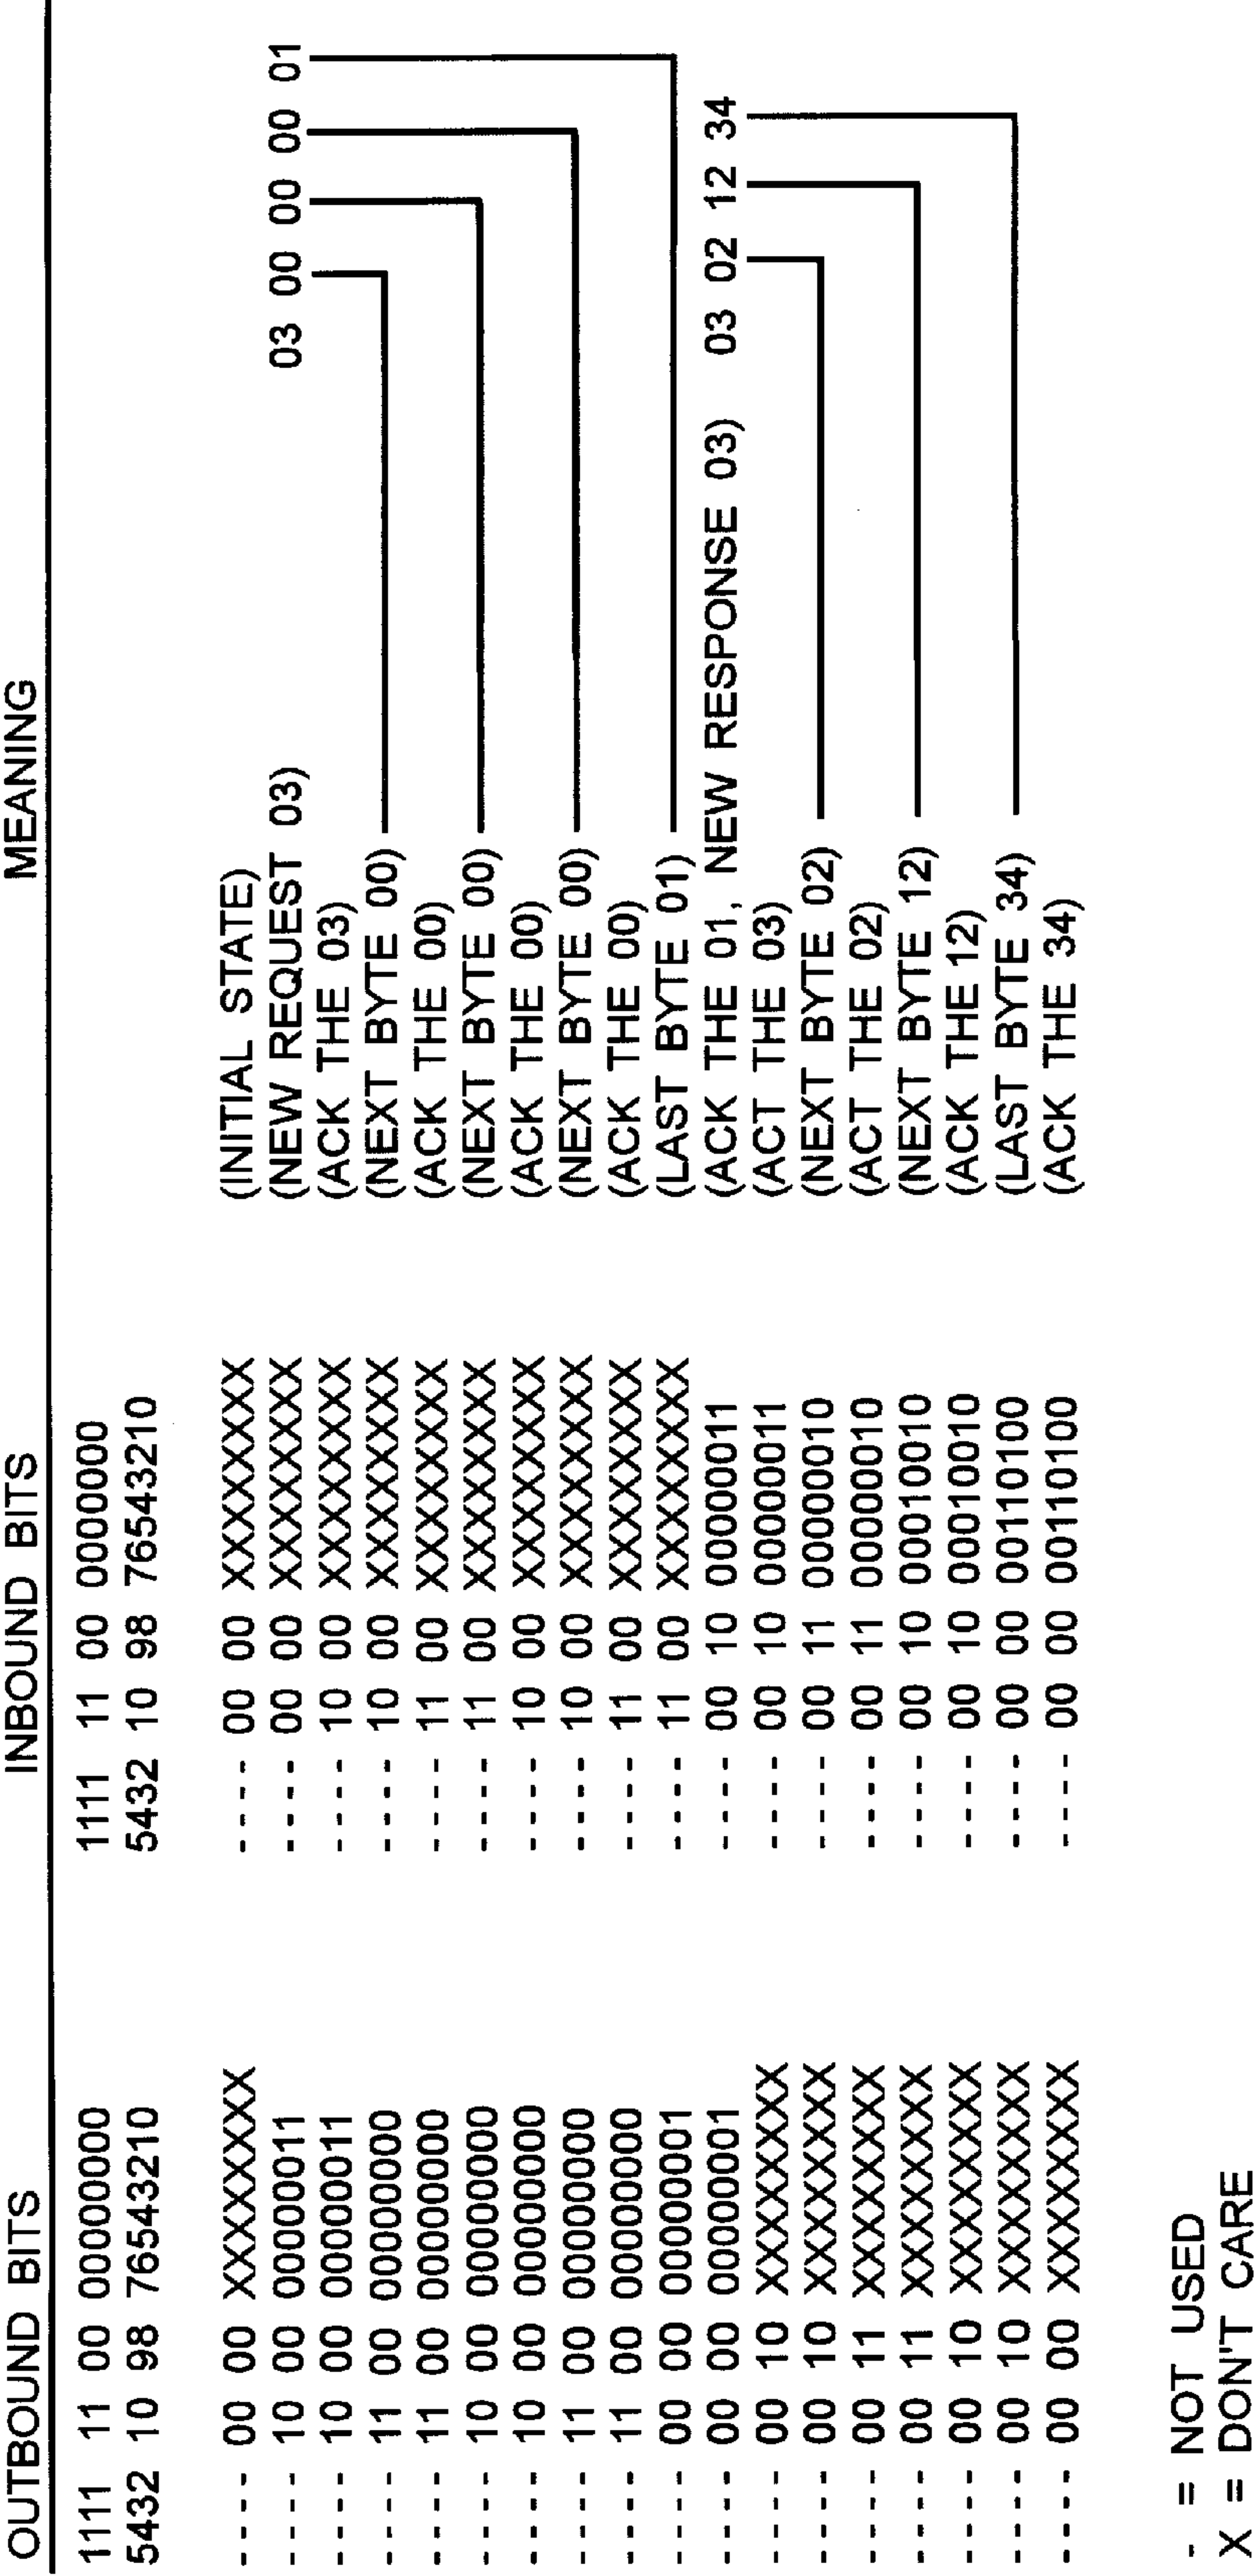 OUTBOUND BITS INBOUND BITS MEANING
1111 11 00 00000000 1111 11 00 0000000
5432 10 98 76543210 5432 10 98 76543210
- - - - 00 00 XXXXXXXX - - - - 00 00 XXXXXXXX (INITIAL STATE)
- - - - 10 00 00000011 - - - - 00 00 XXXXXXXX (NEW REQUEST 03) 03 00 00 00 01
- - - - 10 00 00000011 - - - - 10 00 XXXXXXXX (ACK THE 03)
- - - - 11 00 00000000 - - - - 10 00 XXXXXXXX (NEXT BYTE 00)
- - - - 11 00 00000000 - - - - 11 00 XXXXXXXX (ACK THE 00)
- - - - 10 00 00000000 - - - - 11 00 XXXXXXXX (NEXT BYTE 00)
- - - - 10 00 00000000 - - - - 10 00 XXXXXXXX (ACK THE 00)
- - - - 11 00 00000000 - - - - 10 00 XXXXXXXX (NEXT BYTE 00)
- - - - 11 00 00000000 - - - - 11 00 XXXXXXXX (ACK THE 00)
- - - - 00 00 00000001 - - - - 11 00 XXXXXXXX (LAST BYTE 01)
- - - - 00 00 00000001 - - - - 00 10 00000011 (ACK THE 01, NEW RESPONSE 03) 03 02 12 34
- - - - 00 10 XXXXXXXX - - - - 00 10 00000011 (ACT THE 03)
- - - - 00 10 XXXXXXXX - - - - 00 11 00000010 (NEXT BYTE 02)
- - - - 00 11 XXXXXXXX - - - - 00 11 00000010 (ACT THE 02)
- - - - 00 11 XXXXXXXX - - - - 00 10 00010010 (NEXT BYTE 12)
- - - - 00 10 XXXXXXXX - - - - 00 10 00010010 (ACK THE 12)
- - - - 00 10 XXXXXXXX - - - - 00 00 00110100 (LAST BYTE 34)
- - - - 00 00 XXXXXXXX - - - - 00 00 00110100 (ACK THE 34)
- = NOT USED
X = DON'T CARE